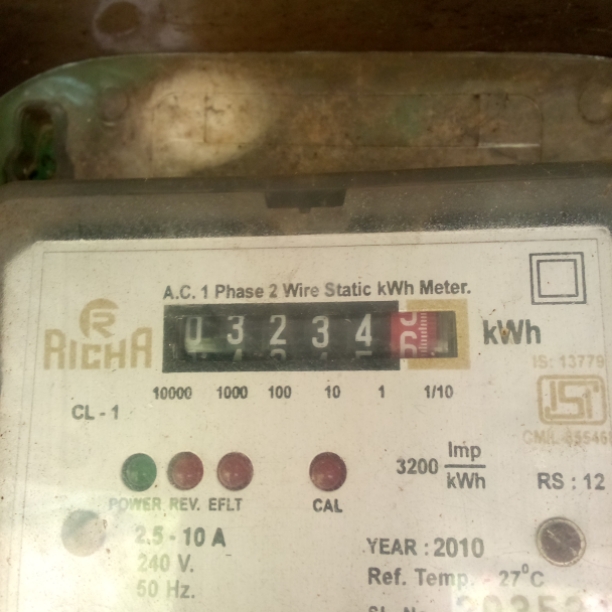 A.C. 1 Phase 2 Wire Static kWh Meter.
R
RICHA
0 3 2 3 4 6 kWh
10000 1000 100 10 1 1/10
IS: 13779
ISI
CL - 1
3200 Imp/kWh
RS : 12
POWER REV. EFLT CAL
2.5 - 10 A
240 V.
50 Hz.
YEAR : 2010
Ref. Temp. - 27°C